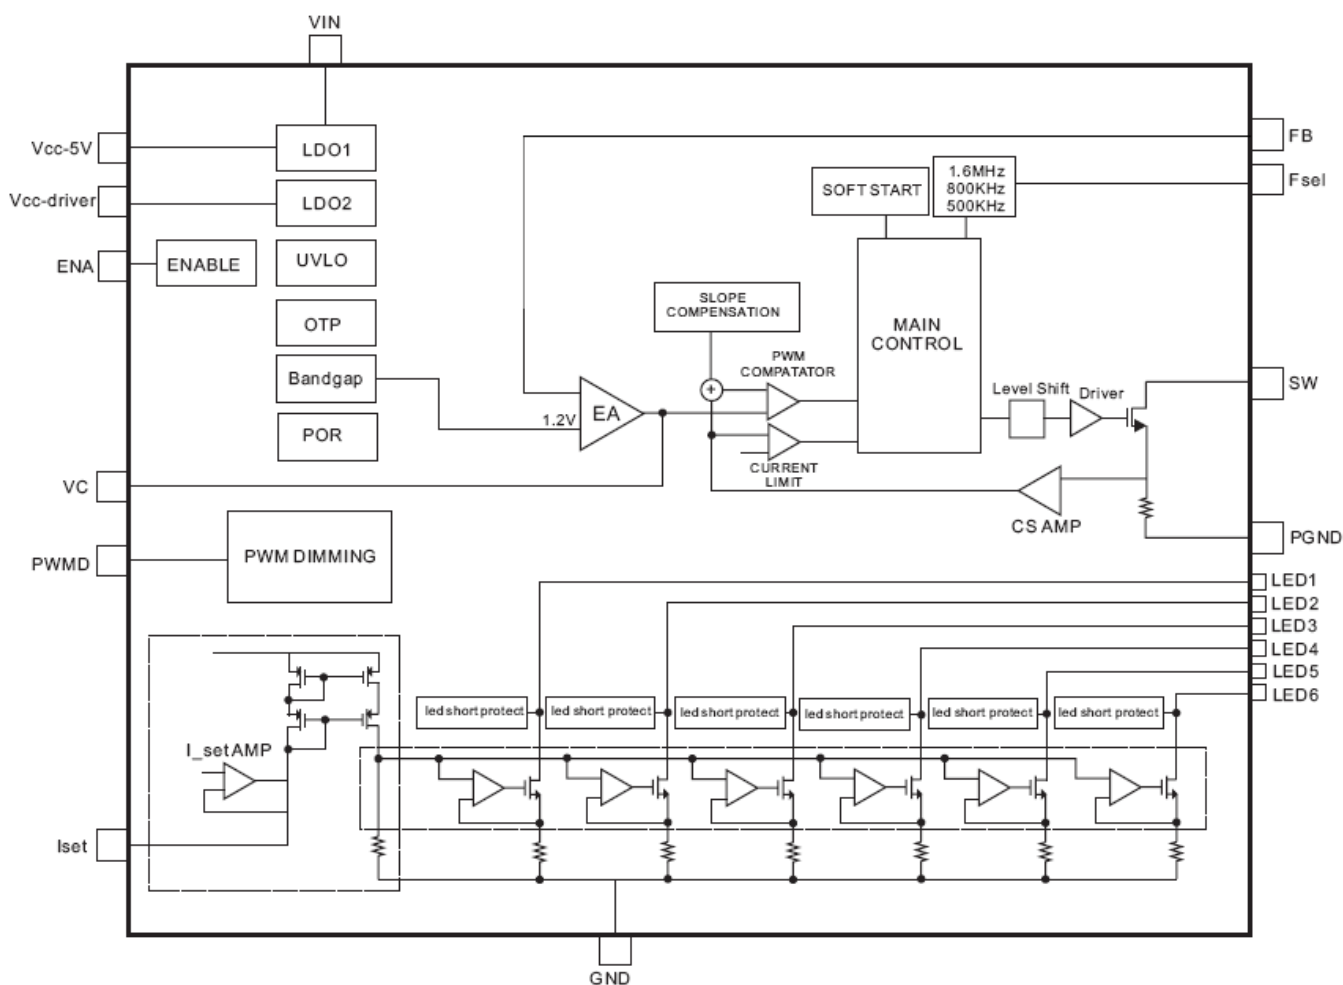 VIN
Vcc-5V
LDO1
FB
Fsel
1.6MHz
800KHz
500KHz
SOFT START
Vcc-driver
LDO2
ENA
ENABLE
UVLO
OTP
SLOPE
COMPENSATION
MAIN
CONTROL
PWM
COMPATATOR
Bandgap
1.2V
EA
Level Shift
Driver
SW
POR
CURRENT
LIMIT
VC
CS AMP
PGND
PWMD
PWM DIMMING
LED1
LED2
LED3
LED4
LED5
LED6
led short protect
led short protect
led short protect
led short protect
led short protect
led short protect
I_set AMP
Iset
GND